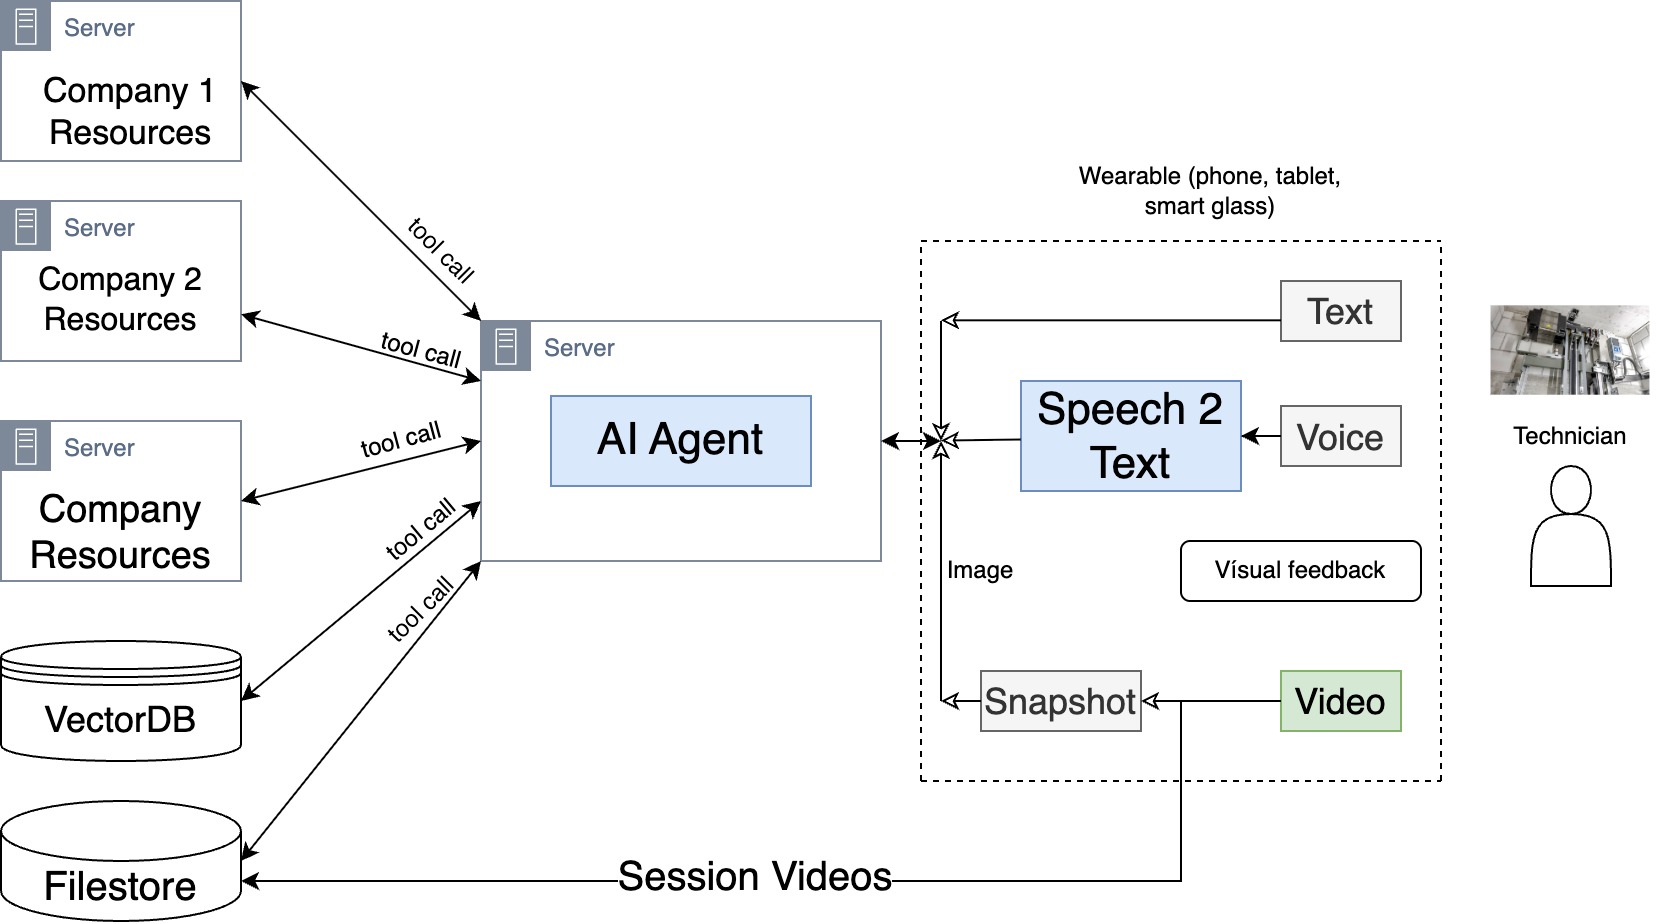 Server
Company 1
Resources
Server
Company 2
Resources
Server
Company
Resources
VectorDB
Filestore
tool call
tool call
tool call
tool call
tool call
Server
AI Agent
Wearable (phone, tablet,
smart glass)
Text
Speech 2
Text
Voice
Image
Vísual feedback
Snapshot
Video
Session Videos
Technician